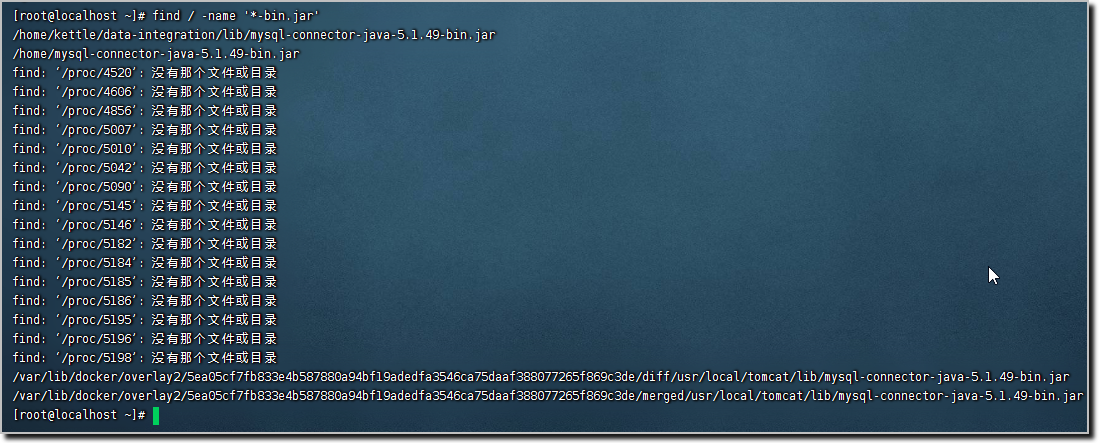 [root@localhost ~]# find / -name '*-bin.jar'
/home/kettle/data-integration/lib/mysql-connector-java-5.1.49-bin.jar
/home/mysql-connector-java-5.1.49-bin.jar
find: ‘/proc/4520’: 没有那个文件或目录
find: ‘/proc/4606’: 没有那个文件或目录
find: ‘/proc/4856’: 没有那个文件或目录
find: ‘/proc/5007’: 没有那个文件或目录
find: ‘/proc/5010’: 没有那个文件或目录
find: ‘/proc/5042’: 没有那个文件或目录
find: ‘/proc/5090’: 没有那个文件或目录
find: ‘/proc/5145’: 没有那个文件或目录
find: ‘/proc/5146’: 没有那个文件或目录
find: ‘/proc/5182’: 没有那个文件或目录
find: ‘/proc/5184’: 没有那个文件或目录
find: ‘/proc/5185’: 没有那个文件或目录
find: ‘/proc/5186’: 没有那个文件或目录
find: ‘/proc/5195’: 没有那个文件或目录
find: ‘/proc/5196’: 没有那个文件或目录
find: ‘/proc/5198’: 没有那个文件或目录
/var/lib/docker/overlay2/5ea05cf7fb833e4b587880a94bf19adedfa3546ca75daaf388077265f869c3de/diff/usr/local/tomcat/lib/mysql-connector-java-5.1.49-bin.jar
/var/lib/docker/overlay2/5ea05cf7fb833e4b587880a94bf19adedfa3546ca75daaf388077265f869c3de/merged/usr/local/tomcat/lib/mysql-connector-java-5.1.49-bin.jar
[root@localhost ~]#